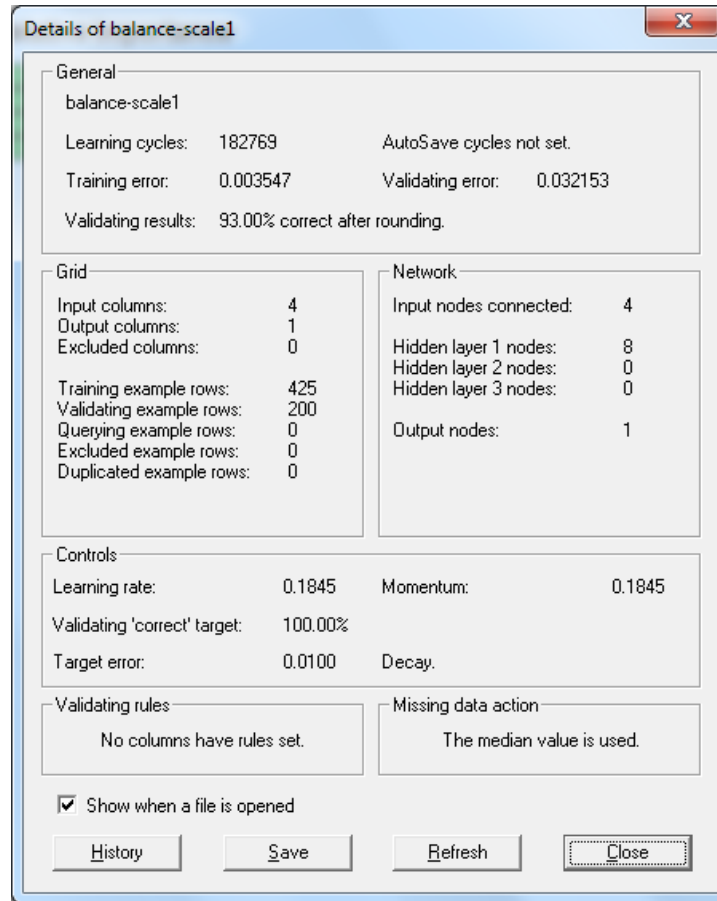 Details of balance-scale1
X
General
balance-scale1
Learning cycles: 182769 AutoSave cycles not set.
Training error: 0.003547 Validating error: 0.032153
Validating results: 93.00% correct after rounding.
Grid
Input columns: 4
Output columns: 1
Excluded columns: 0
Training example rows: 425
Validating example rows: 200
Querying example rows: 0
Excluded example rows: 0
Duplicated example rows: 0
Network
Input nodes connected: 4
Hidden layer 1 nodes: 8
Hidden layer 2 nodes: 0
Hidden layer 3 nodes: 0
Output nodes: 1
Controls
Learning rate: 0.1845 Momentum: 0.1845
Validating 'correct' target: 100.00%
Target error: 0.0100 Decay.
Validating rules
No columns have rules set.
Missing data action
The median value is used.
Show when a file is opened
History Save Refresh Close